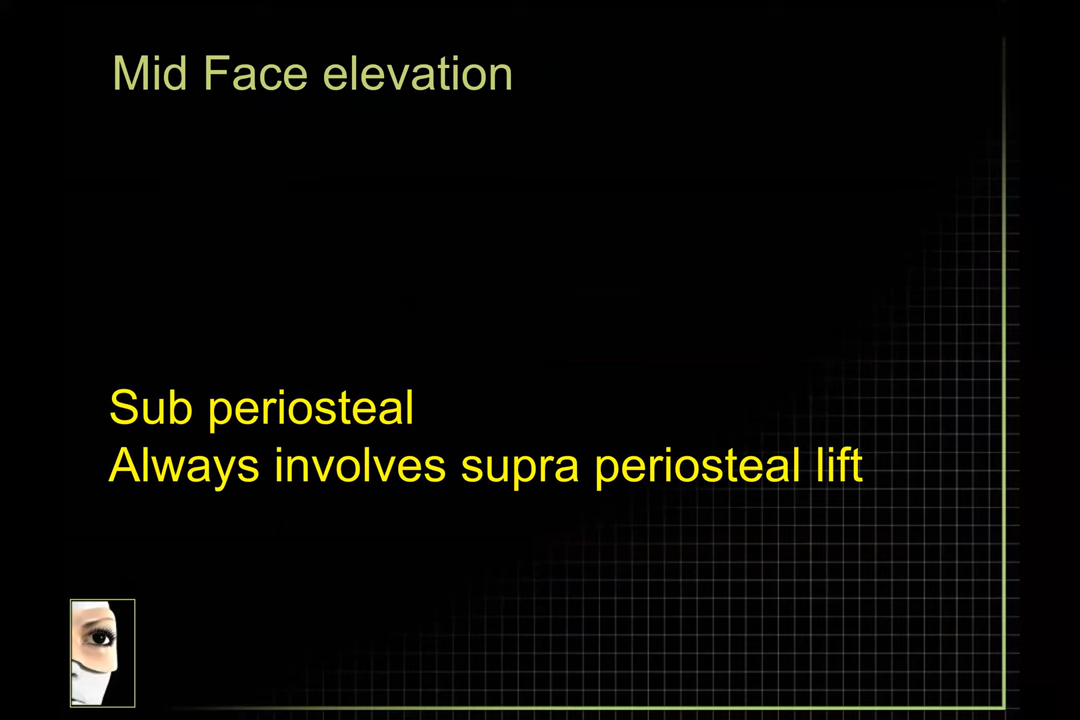 Mid Face elevation
Sub periosteal
Always involves supra periosteal lift